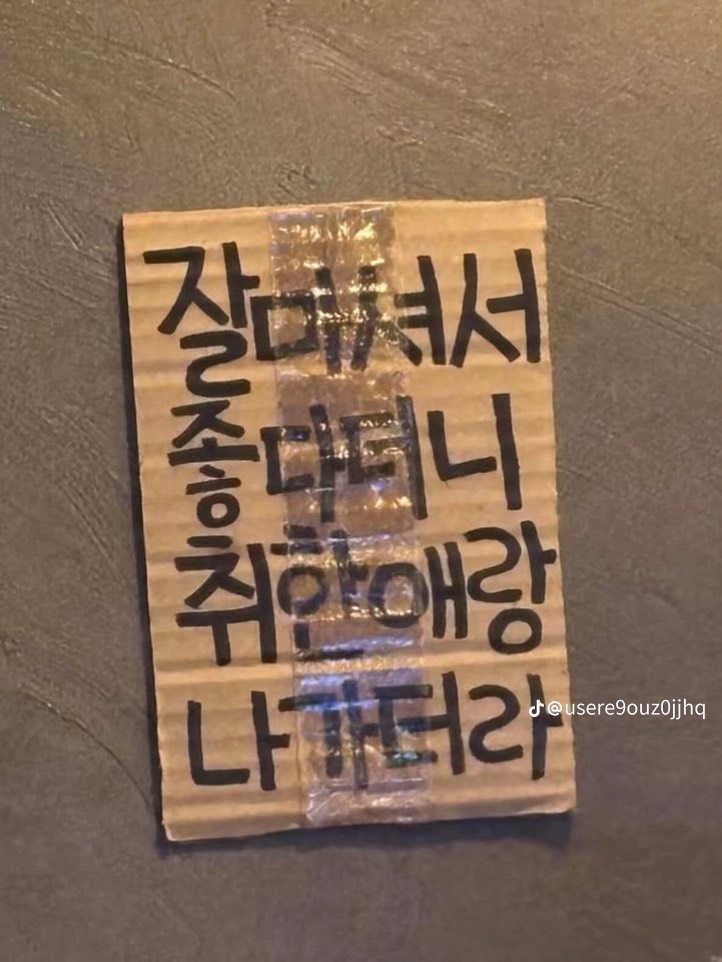 잘마셔서
좋다더니
취한애랑
나가더라
@usere9ouz0jjhq